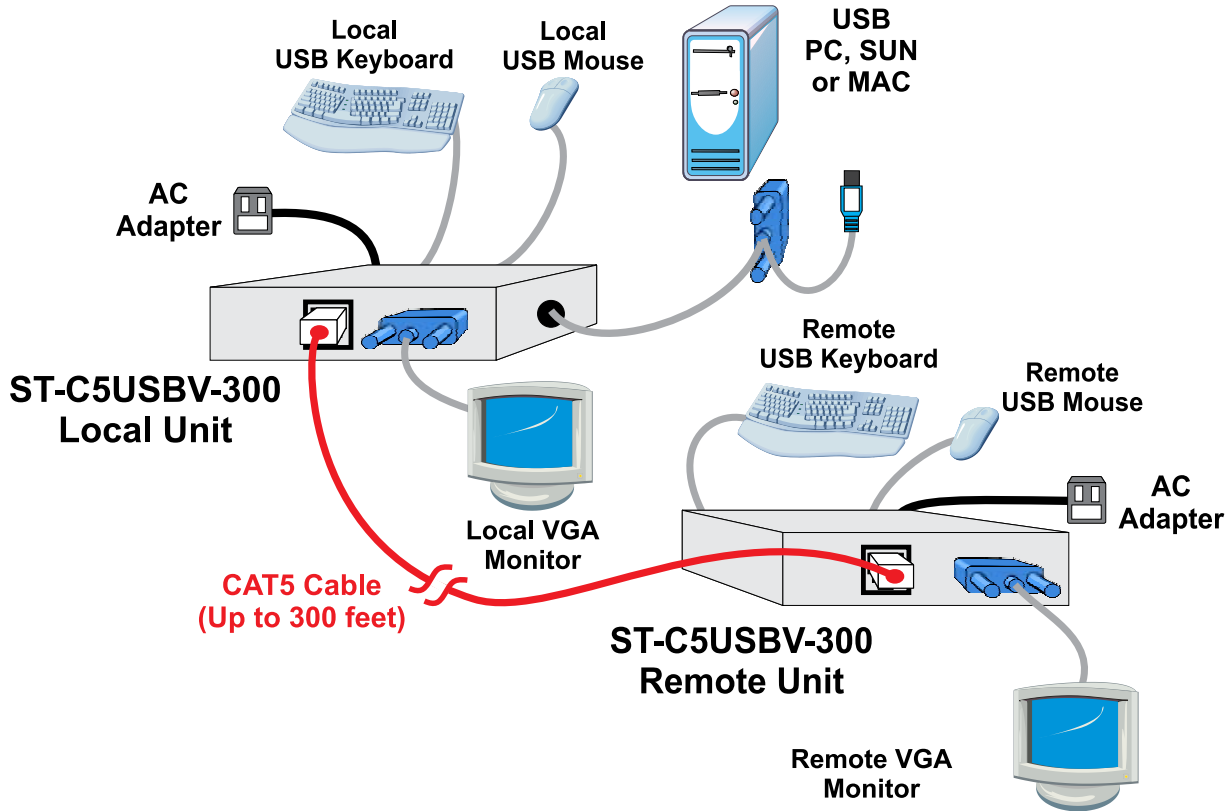 Local
USB Keyboard
Local
USB Mouse
USB
PC, SUN
or MAC
AC
Adapter
ST-C5USBV-300
Local Unit
Local VGA
Monitor
Remote
USB Keyboard
Remote
USB Mouse
AC
Adapter
CAT5 Cable
(Up to 300 feet)
ST-C5USBV-300
Remote Unit
Remote VGA
Monitor